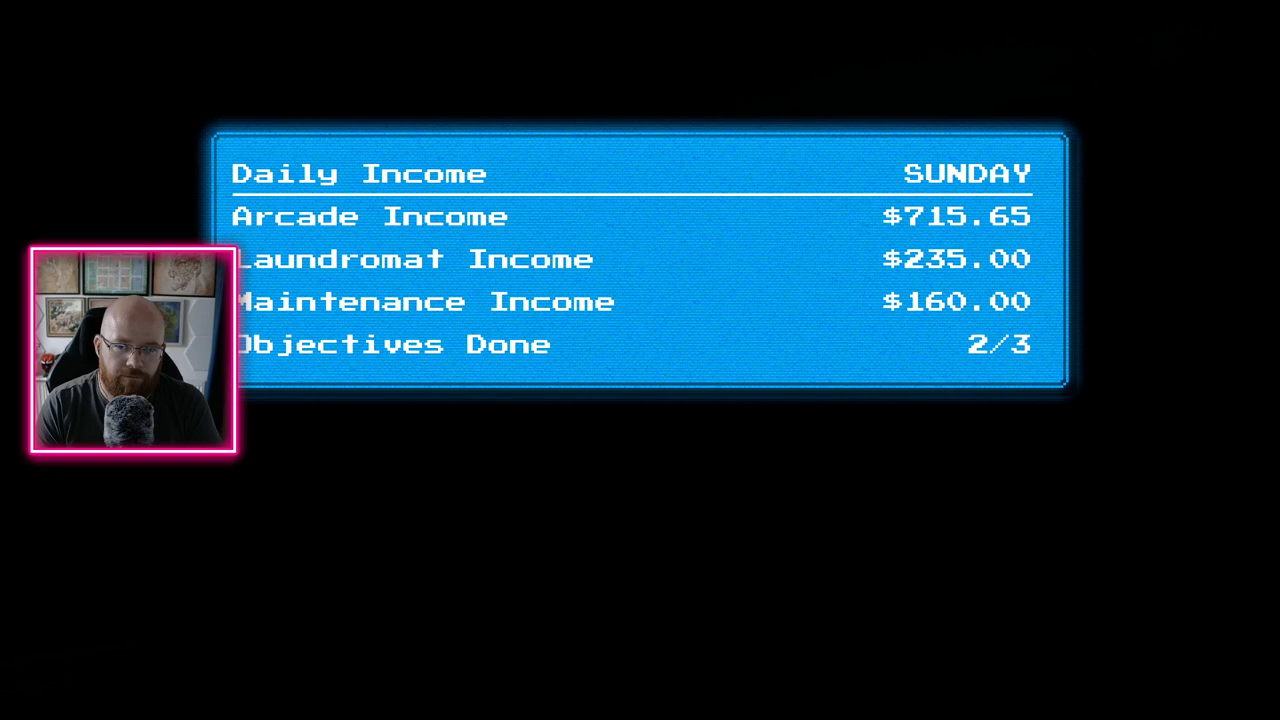 Daily Income SUNDAY
Arcade Income $715.65
Laundromat Income $235.00
Maintenance Income $160.00
Objectives Done 2/3